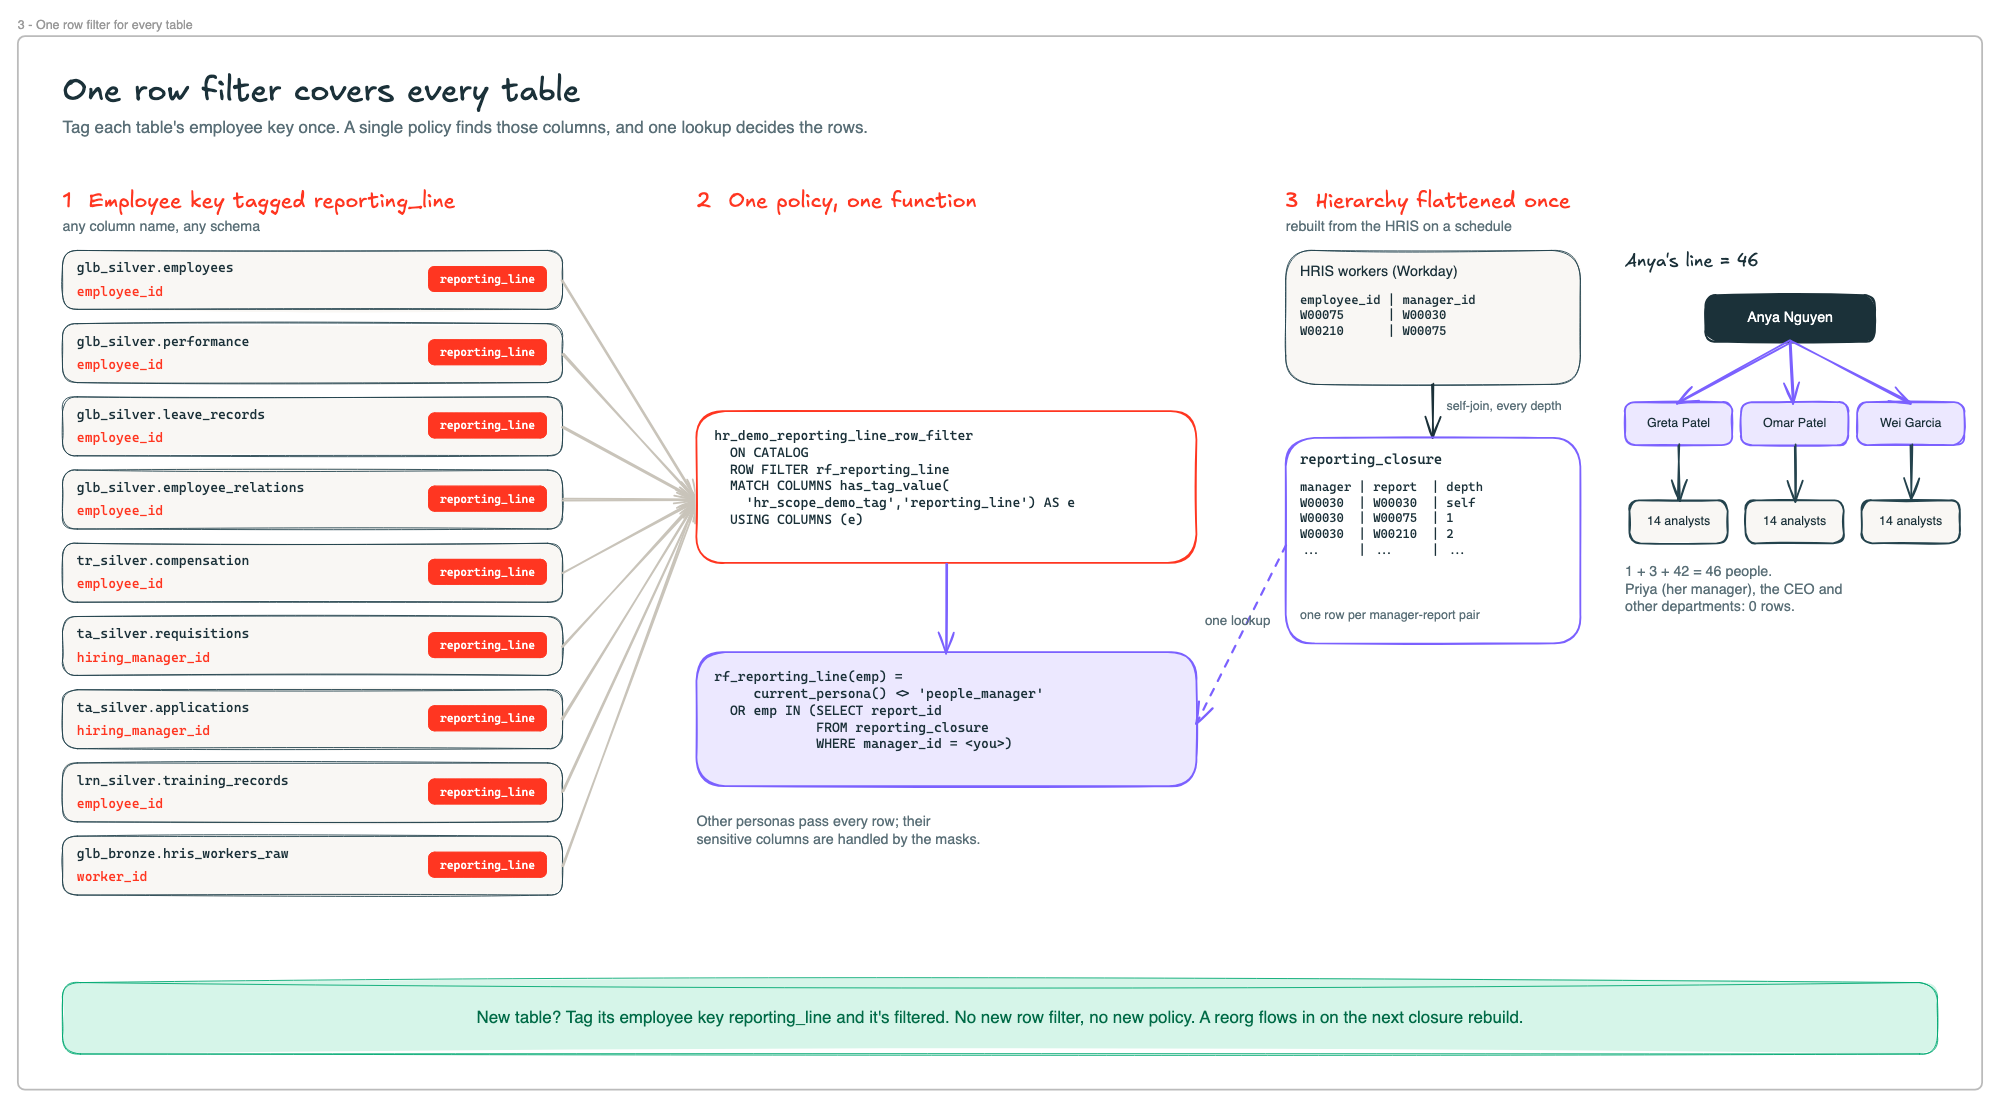 3 - One row filter for every table
One row filter covers every table
Tag each table's employee key once. A single policy finds those columns, and one lookup decides the rows.
1 Employee key tagged reporting_line
any column name, any schema
glb_silver.employees
employee_id
reporting_line
glb_silver.performance
employee_id
reporting_line
glb_silver.leave_records
employee_id
reporting_line
glb_silver.employee_relations
employee_id
reporting_line
tr_silver.compensation
employee_id
reporting_line
ta_silver.requisitions
hiring_manager_id
reporting_line
ta_silver.applications
hiring_manager_id
reporting_line
lrn_silver.training_records
employee_id
reporting_line
glb_bronze.hris_workers_raw
worker_id
reporting_line
2 One policy, one function
hr_demo_reporting_line_row_filter
ON CATALOG
ROW FILTER rf_reporting_line
MATCH COLUMNS has_tag_value(
'hr_scope_demo_tag','reporting_line') AS e
USING COLUMNS (e)
rf_reporting_line(emp) =
current_persona() <> 'people_manager'
OR emp IN (SELECT report_id
FROM reporting_closure
WHERE manager_id = <you>)
Other personas pass every row; their
sensitive columns are handled by the masks.
one lookup
3 Hierarchy flattened once
rebuilt from the HRIS on a schedule
HRIS workers (Workday)
employee_id | manager_id
W00075 | W00030
W00210 | W00075
self-join, every depth
reporting_closure
manager | report | depth
W00030 | W00030 | self
W00030 | W00075 | 1
W00030 | W00210 | 2
... | ... | ...
one row per manager-report pair
Anya's line = 46
Anya Nguyen
Greta Patel
Omar Patel
Wei Garcia
14 analysts
14 analysts
14 analysts
1 + 3 + 42 = 46 people.
Priya (her manager), the CEO and
other departments: 0 rows.
New table? Tag its employee key reporting_line and it's filtered. No new row filter, no new policy. A reorg flows in on the next closure rebuild.